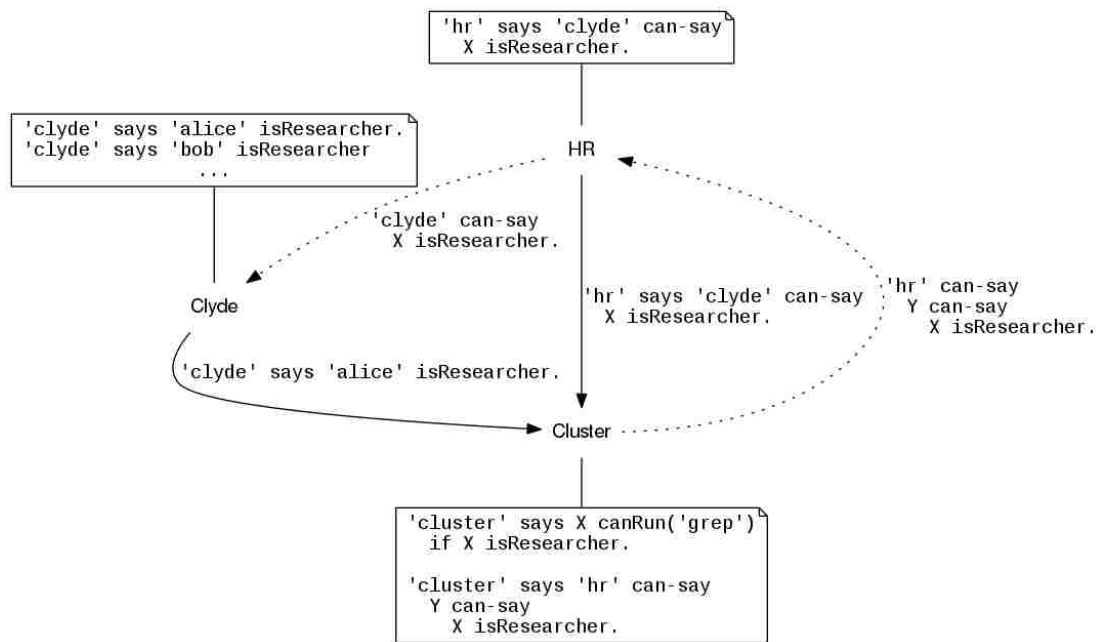 'hr' says 'clyde' can-say
X isResearcher.
'clyde' says 'alice' isResearcher.
'clyde' says 'bob' isResearcher
...
HR
'clyde' can-say
X isResearcher.
Clyde
'hr' says 'clyde' can-say
X isResearcher.
'hr' can-say
Y can-say
X isResearcher.
'clyde' says 'alice' isResearcher.
Cluster
'cluster' says X canRun('grep')
if X isResearcher.
'cluster' says 'hr' can-say
Y can-say
X isResearcher.